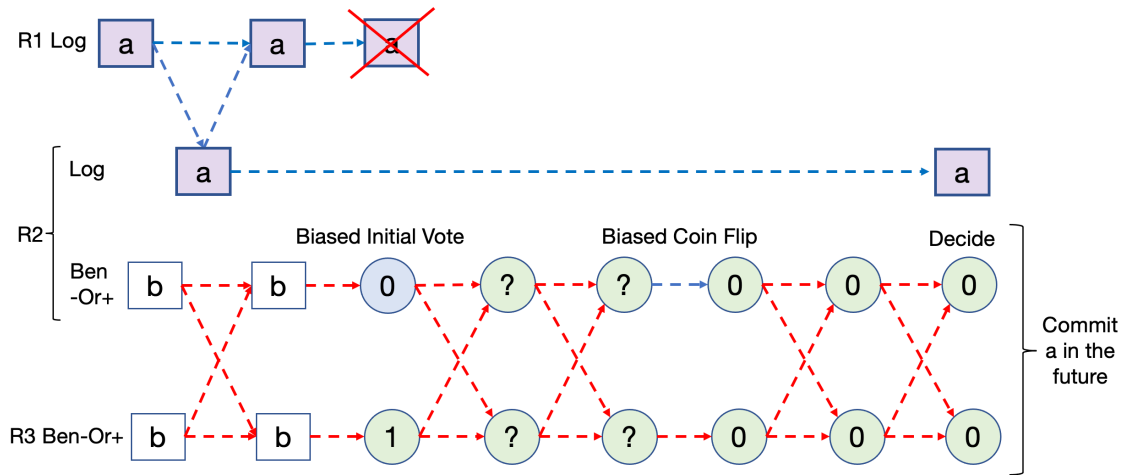 R1 Log
a
a
a
Log
a
a
R2
Biased Initial Vote
Biased Coin Flip
Decide
Ben
-Or+
b
b
0
?
?
0
0
0
Commit
a in the
future
R3 Ben-Or+
b
b
1
?
?
0
0
0